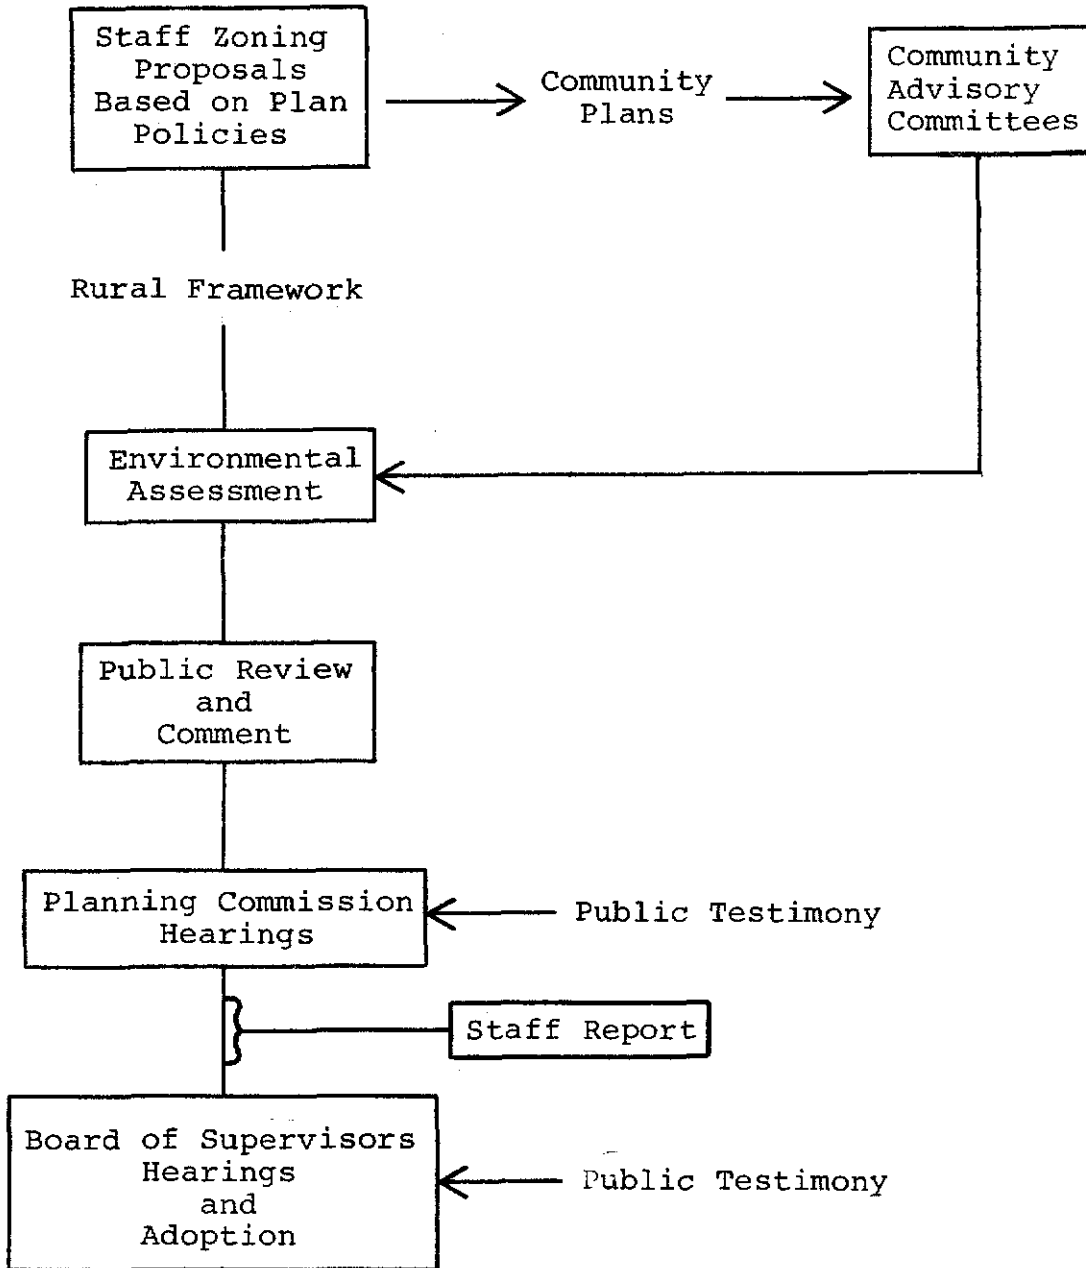 Staff Zoning
Proposals
Based on Plan
Policies
Community
Plans
Community
Advisory
Committees
Rural Framework
Environmental
Assessment
Public Review
and
Comment
Planning Commission
Hearings
Public Testimony
Staff Report
Board of Supervisors
Hearings
and
Adoption
Public Testimony